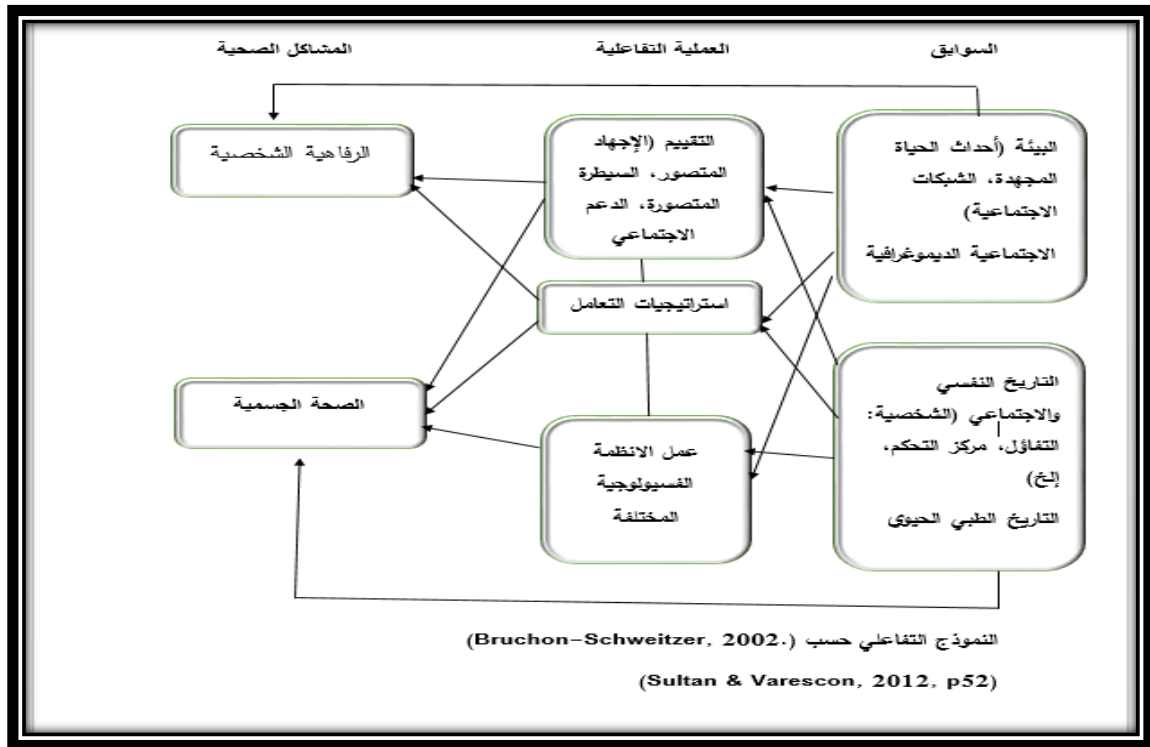 السوابق
العملية التفاعلية
المشاكل الصحية
البيئة (أحداث الحياة
المجهدة، الشبكات
الاجتماعية)
الاجتماعية الديموغرافية
التقييم (الإجهاد
المتصور، السيطرة
المتصورة، الدعم
الاجتماعي
الرفاهية الشخصية
استراتيجيات التعامل
التاريخ النفسي
والاجتماعي (الشخصية:
التفاؤل، مركز التحكم،
إلخ)
التاريخ الطبي الحيوي
عمل الانظمة
الفسيولوجية
المختلفة
الصحة الجسمية
النموذج التفاعلي حسب (Bruchon-Schweitzer, 2002.)
(Sultan & Varescon, 2012, p52)